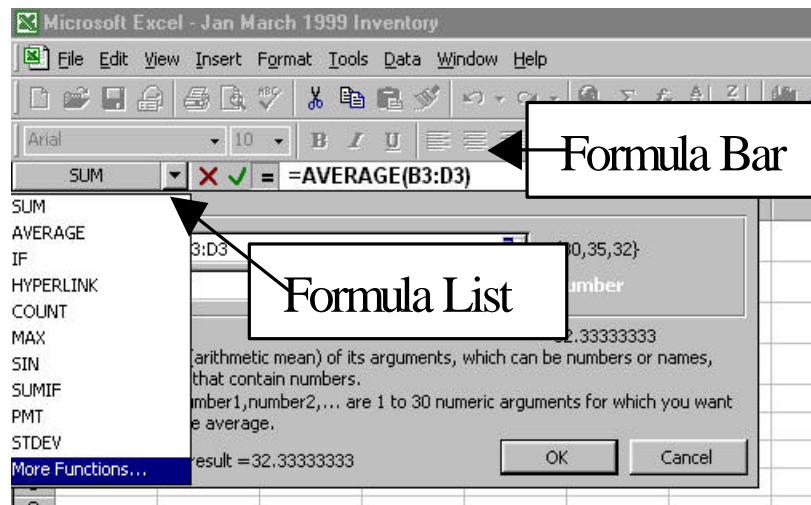 Microsoft Excel - Jan March 1999 Inventory
File Edit View Insert Format Tools Data Window Help
Arial 10 B I U
Formula Bar
SUM = =AVERAGE(B3:D3)
SUM
AVERAGE
3:D3 30,35,32}
IF
HYPERLINK
Formula List
COUNT
MAX
32.33333333
SIN
(arithmetic mean) of its arguments, which can be numbers or names,
that contain numbers.
SUMIF
PMT
number1,number2,... are 1 to 30 numeric arguments for which you want
e average.
STDEV
More Functions...
result =32.33333333
OK Cancel